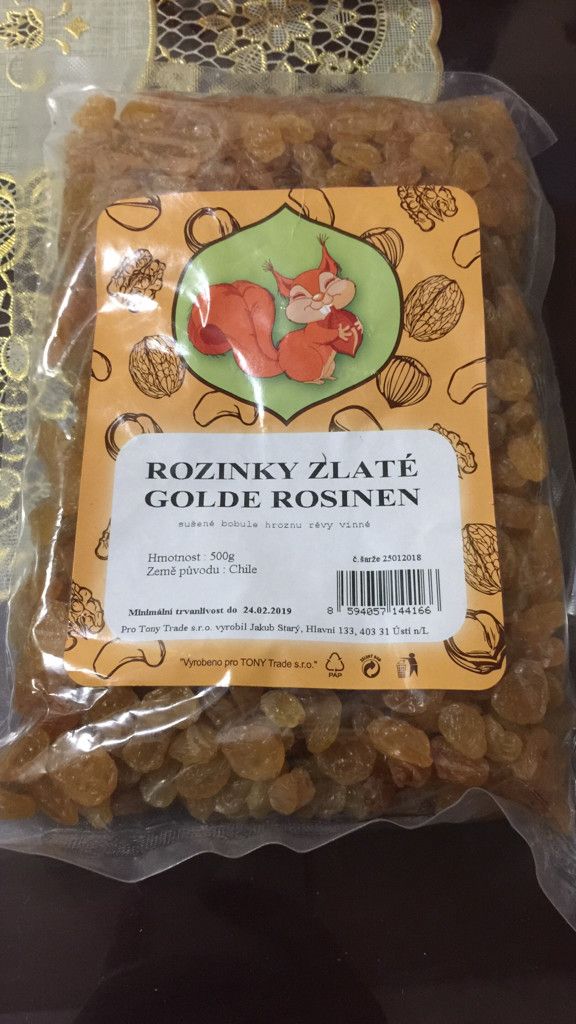 ROZINKY ZLATÉ
GOLDE ROSINEN
sušené bobule hroznu révy vinné
Hmotnost : 500g
č.šarže 25012018
Země původu : Chile
Minimální trvanlivost do 24.02.2019
8 594057 144166
Pro Tony Trade s.r.o. vyrobil Jakub Starý, Hlavní 133, 403 31 Ústí n/L
"Vyrobeno pro TONY Trade s.r.o."
PAP
ZELENÝ BOD